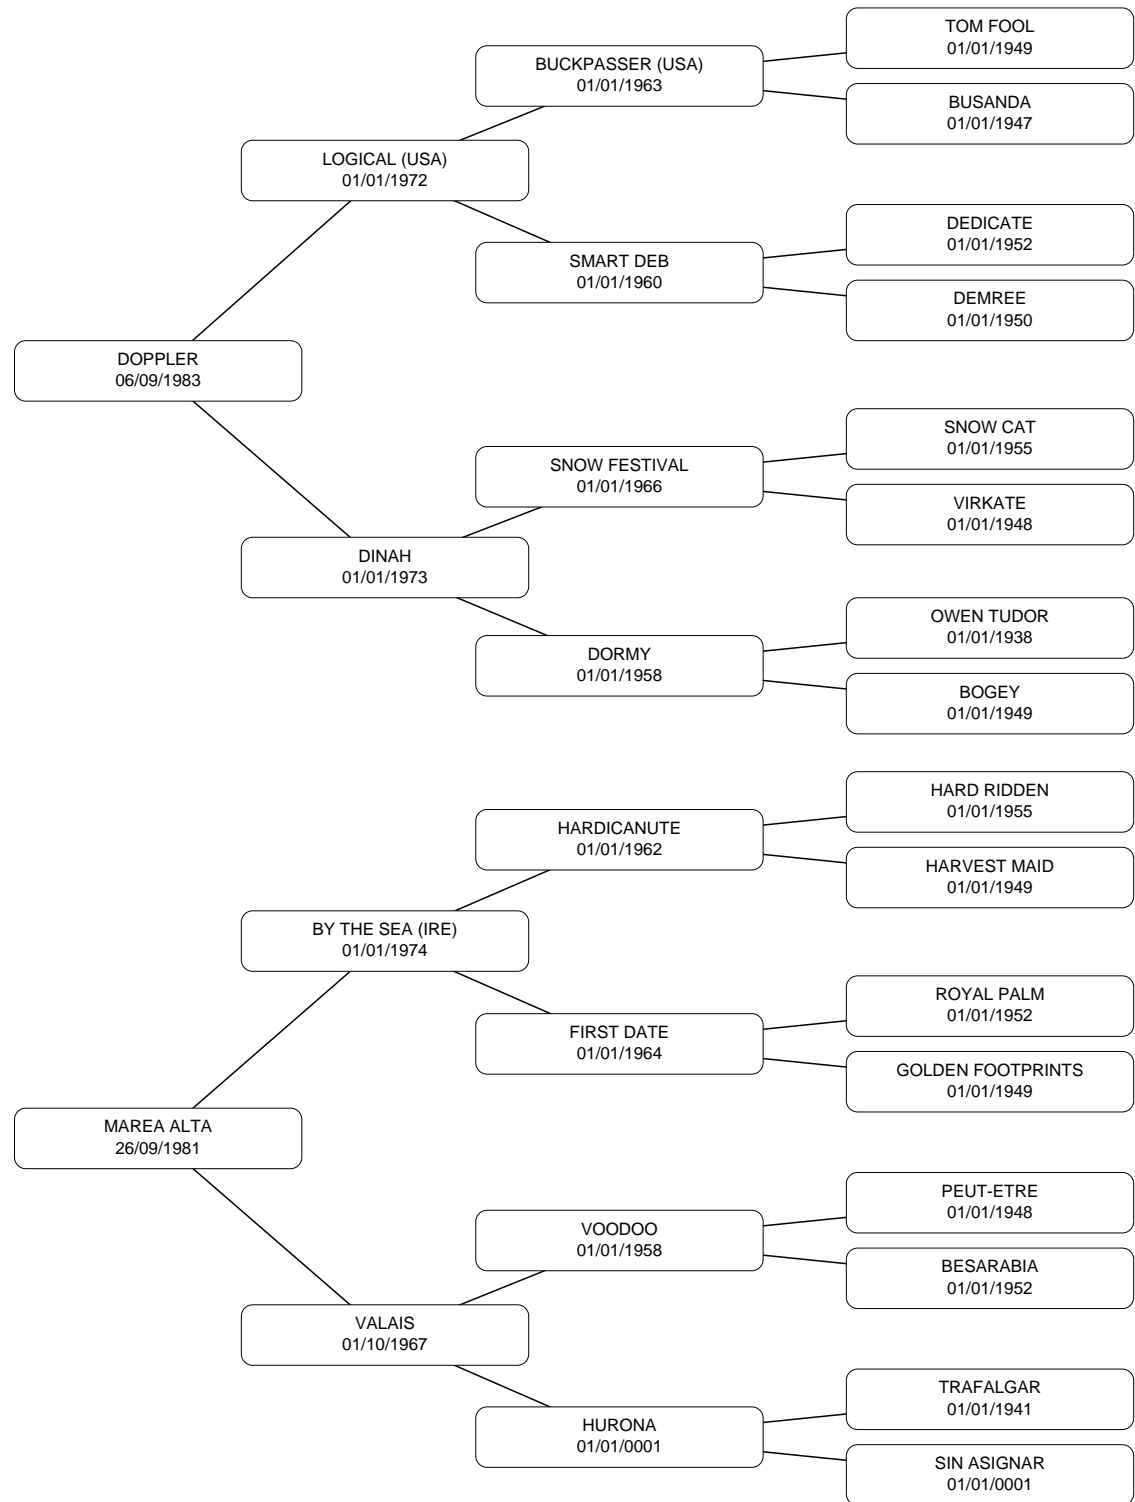 TOM FOOL
01/01/1949
BUCKPASSER (USA)
01/01/1963
BUSANDA
01/01/1947
LOGICAL (USA)
01/01/1972
DEDICATE
01/01/1952
SMART DEB
01/01/1960
DEMREE
01/01/1950
DOPPLER
06/09/1983
SNOW CAT
01/01/1955
SNOW FESTIVAL
01/01/1966
VIRKATE
01/01/1948
DINAH
01/01/1973
OWEN TUDOR
01/01/1938
DORMY
01/01/1958
BOGEY
01/01/1949
HARD RIDDEN
01/01/1955
HARDICANUTE
01/01/1962
HARVEST MAID
01/01/1949
BY THE SEA (IRE)
01/01/1974
ROYAL PALM
01/01/1952
FIRST DATE
01/01/1964
GOLDEN FOOTPRINTS
01/01/1949
MAREA ALTA
26/09/1981
PEUT-ETRE
01/01/1948
VOODOO
01/01/1958
BESARABIA
01/01/1952
VALAIS
01/10/1967
TRAFALGAR
01/01/1941
HURONA
01/01/0001
SIN ASIGNAR
01/01/0001